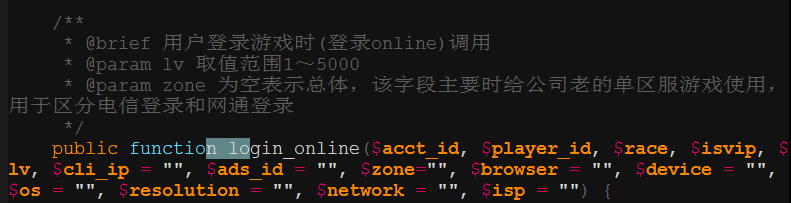 /**
* @brief 用户登录游戏时(登录online)调用
* @param lv 取值范围1～5000
* @param zone 为空表示总体，该字段主要时给公司老的单区服游戏使用，
用于区分电信登录和网通登录
*/
public function login_online($acct_id, $player_id, $race, $isvip, $
lv, $cli_ip = "", $ads_id = "", $zone="", $browser = "", $device = "",
$os = "", $resolution = "", $network = "", $isp = "") {